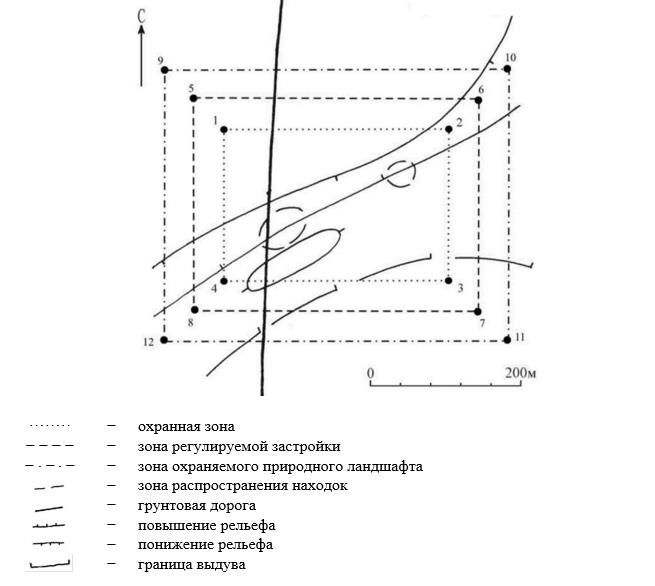 С
9
10
5
6
1
2
4
3
8
7
12
11
0
200м
охранная зона
зона регулируемой застройки
зона охраняемого природного ландшафта
зона распространения находок
грунтовая дорога
повышение рельефа
понижение рельефа
граница выдува